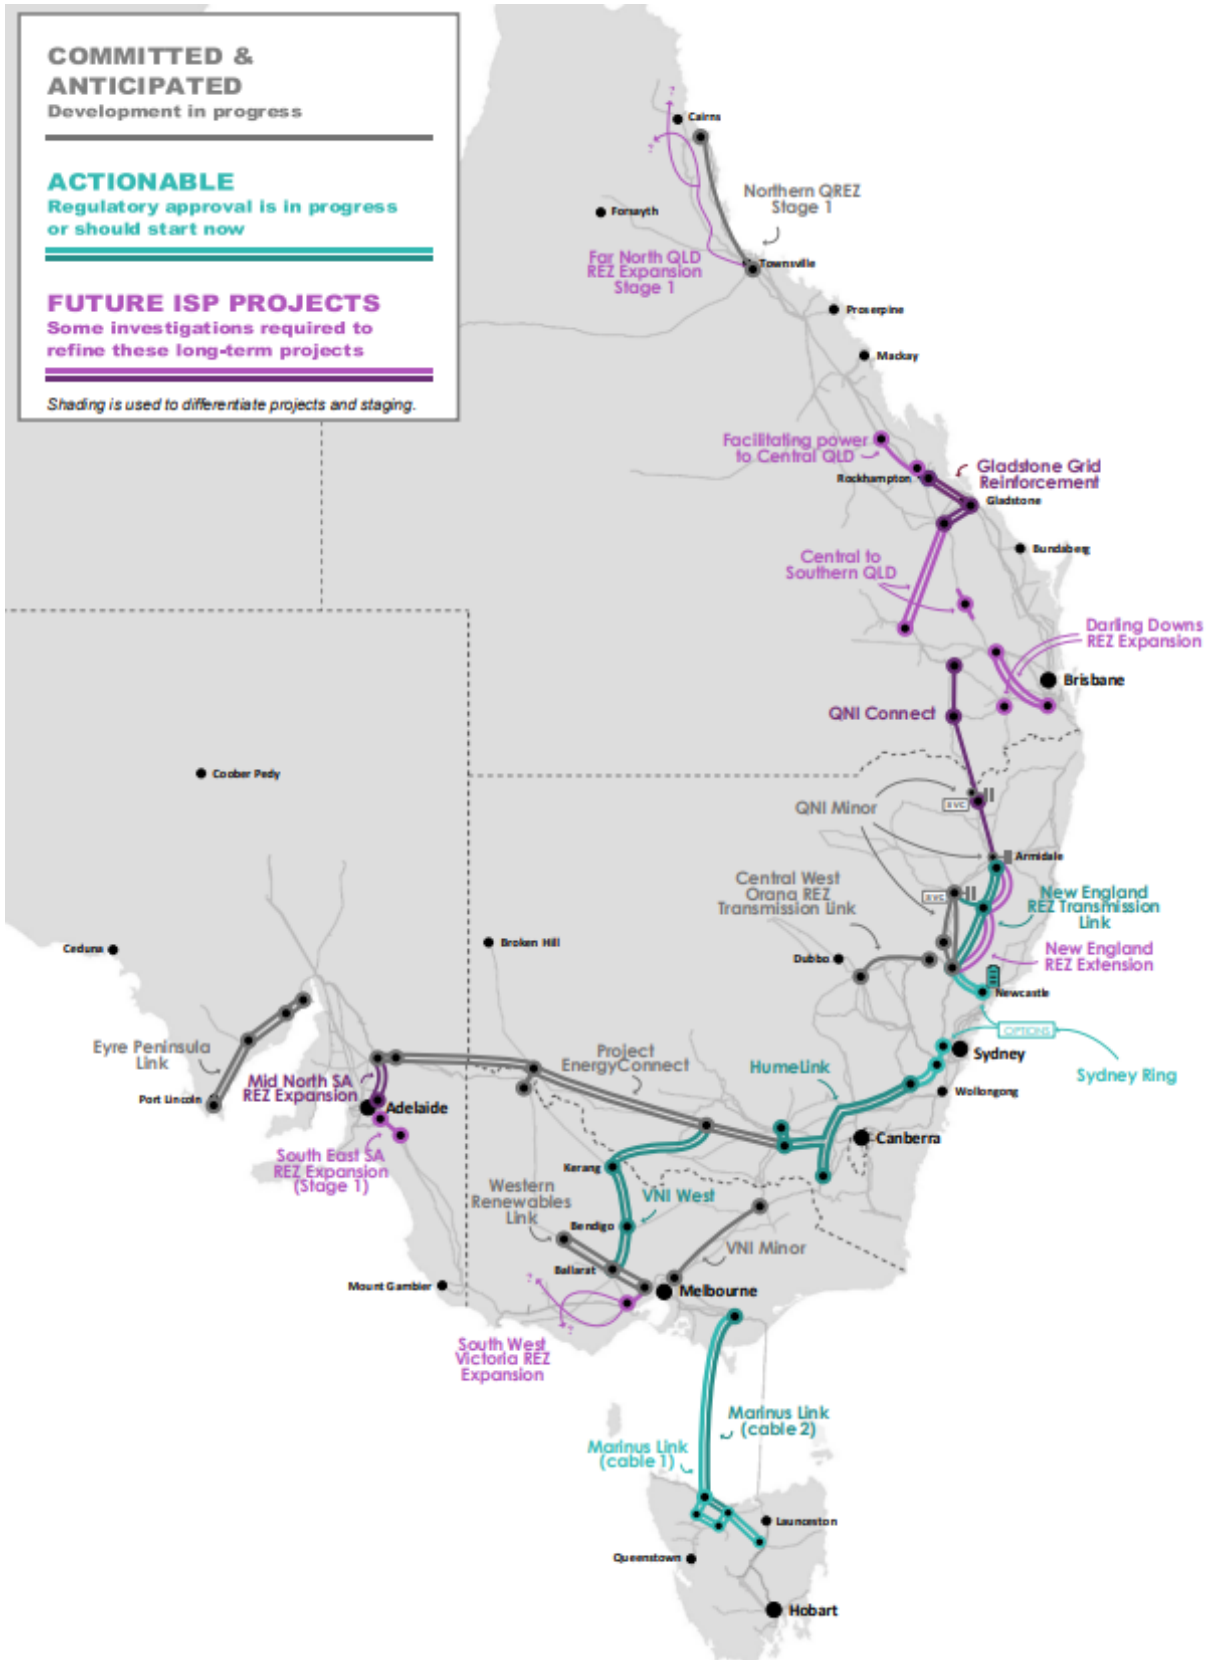 COMMITTED &
ANTICIPATED
Development in progress
ACTIONABLE
Regulatory approval is in progress
or should start now
FUTURE ISP PROJECTS
Some investigations required to
refine these long-term projects
Shading is used to differentiate projects and staging.
?
Cairns
?
Northern QREZ
Stage 1
Forsayth
Far North QLD
REZ Expansion
Stage 1
Townsville
Proserpine
Mackay
Facilitating power
to Central QLD
Rockhampton
Gladstone Grid
Reinforcement
Gladstone
Bundaberg
Central to
Southern QLD
Darling Downs
REZ Expansion
Brisbane
QNI Connect
Coober Pedy
QNI Minor
SVC
Armidale
Central West
Orana REZ
Transmission Link
SVC
New England
REZ Transmission
Link
Ceduna
Broken Hill
Dubbo
New England
REZ Extension
Newcastle
OPTIONS
Eyre Peninsula
Link
Project
EnergyConnect
HumeLink
Sydney
Sydney Ring
Mid North SA
REZ Expansion
Port Lincoln
Adelaide
Wollongong
Canberra
South East SA
REZ Expansion
(Stage 1)
Kerang
Western
Renewables
Link
VNI West
Bendigo
VNI Minor
Ballarat
?
Mount Gambier
Melbourne
?
South West
Victoria REZ
Expansion
Marinus Link
(cable 2)
Marinus Link
(cable 1)
Launceston
Queenstown
Hobart